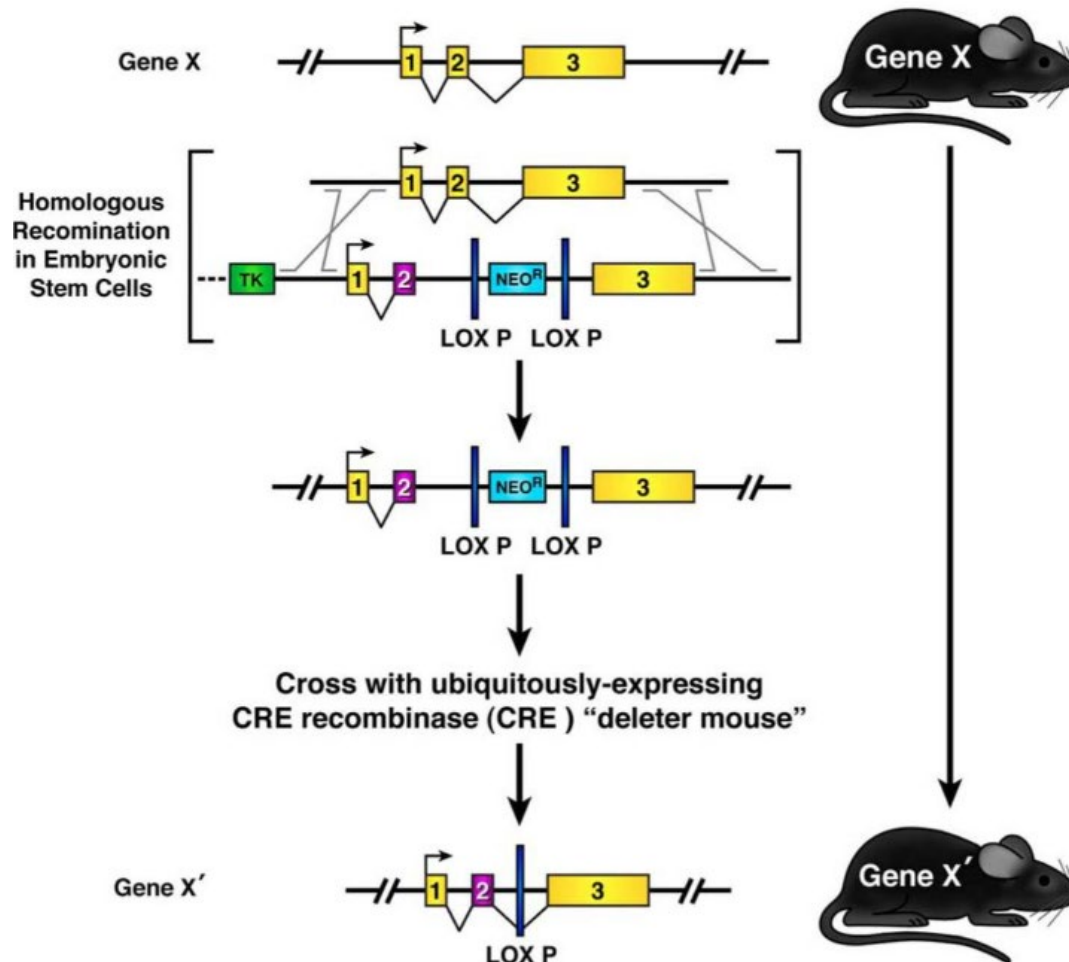 Gene X
1 2 3
Gene X
Homologous
Recomination
in Embryonic
Stem Cells
1 2 3
TK 1 2 NEOᴿ 3
LOX P LOX P
1 2 NEOᴿ 3
LOX P LOX P
Cross with ubiquitously-expressing
CRE recombinase (CRE ) “deleter mouse”
Gene X′
1 2 3
LOX P
Gene X′